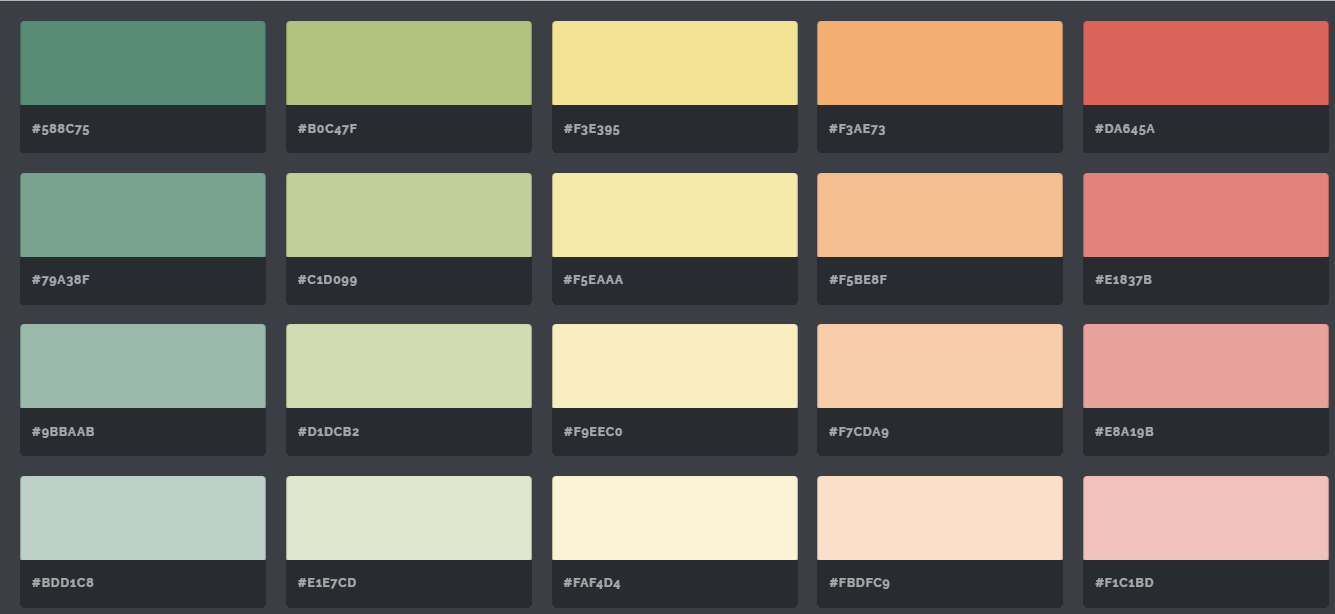 #588C75 #B0C47F #F3E395 #F3AE73 #DA645A
#79A38F #C1D099 #F5EAAA #F5BE8F #E1837B
#9BBAAB #D1DCB2 #F9EEC0 #F7CDA9 #E8A19B
#BDD1C8 #E1E7CD #FAF4D4 #FBDFC9 #F1C1BD